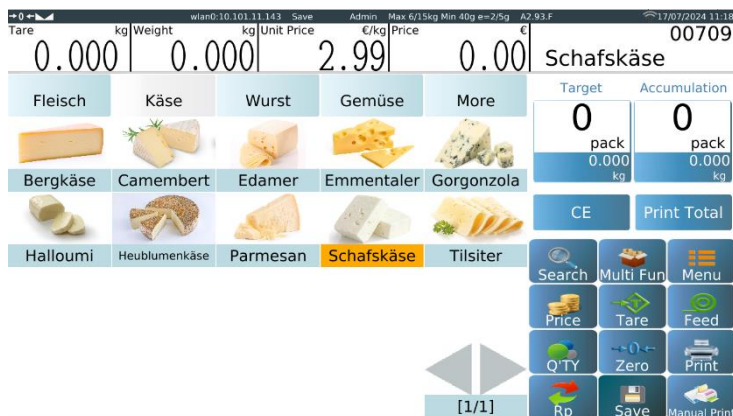 →0← wlan0:10.101.11.143 Save Admin Max 6/15kg Min 40g e=2/5g A2.93.F 17/07/2024 11:18
Tare kg Weight kg Unit Price €/kg Price € 00709
0.000 0.000 2.99 0.00 Schafskäse
Target Accumulation
Fleisch Käse Wurst Gemüse More
0 0
pack pack
0.000 0.000
kg kg
Bergkäse Camembert Edamer Emmentaler Gorgonzola
CE Print Total
Halloumi Heublumenkäse Parmesan Schafskäse Tilsiter
Search Multi Fun Menu
Price Tare Feed
Q'TY Zero Print
[1/1]
Rp Save Manual Print